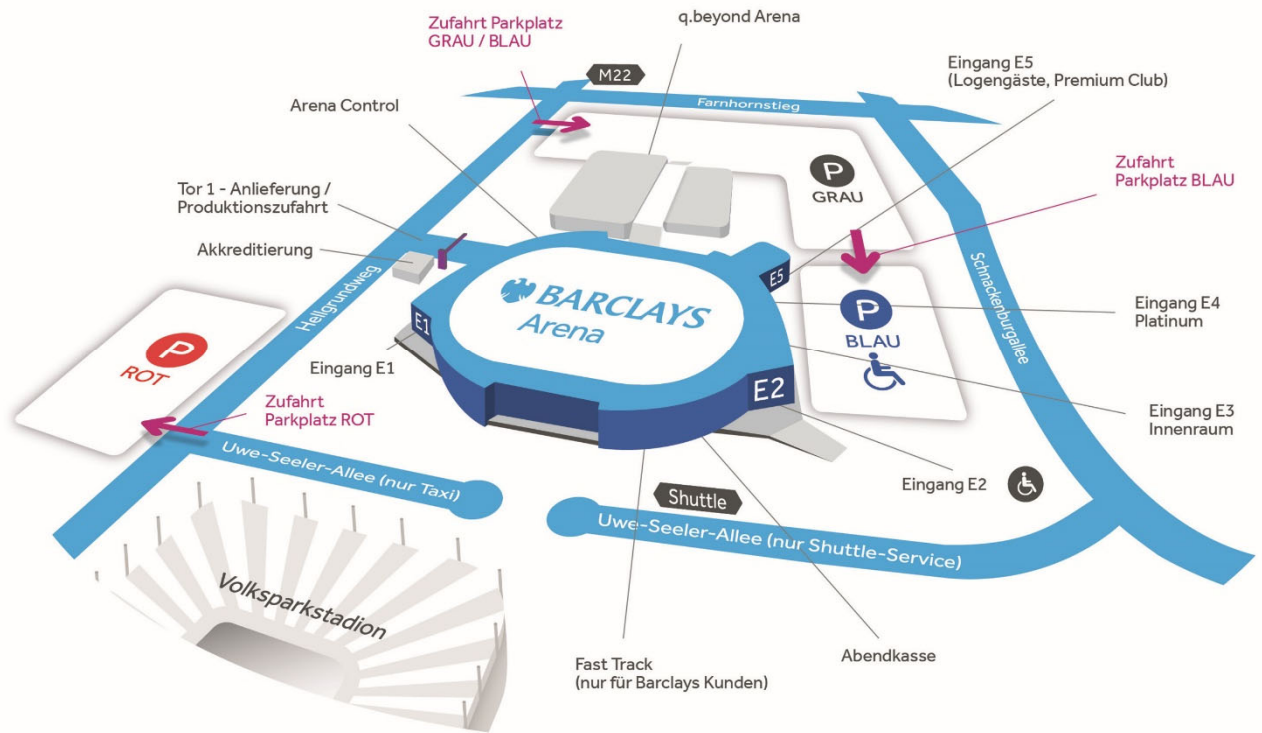 Zufahrt Parkplatz
GRAU / BLAU
q.beyond Arena
Eingang E5
(Logengäste, Premium Club)
M22
Farnhornstieg
Arena Control
P
GRAU
Zufahrt
Parkplatz BLAU
Tor 1 - Anlieferung /
Produktionszufahrt
Akkreditierung
Hellgrundweg
Schnackenburgallee
E5
BARCLAYS
Arena
P
BLAU
Eingang E4
Platinum
E1
P
ROT
Eingang E1
E2
Zufahrt
Parkplatz ROT
Eingang E3
Innenraum
Uwe-Seeler-Allee (nur Taxi)
Eingang E2
Shuttle
Uwe-Seeler-Allee (nur Shuttle-Service)
Volksparkstadion
Fast Track
(nur für Barclays Kunden)
Abendkasse